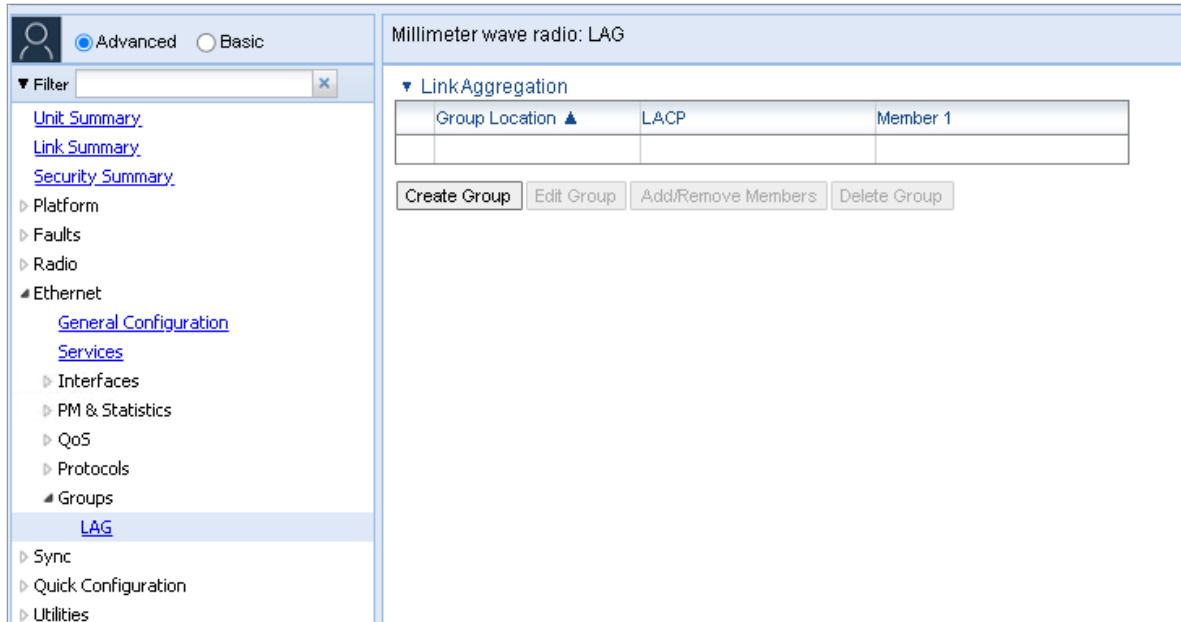 Advanced Basic
Filter
Unit Summary
Link Summary
Security Summary
Platform
Faults
Radio
Ethernet
General Configuration
Services
Interfaces
PM & Statistics
QoS
Protocols
Groups
LAG
Sync
Quick Configuration
Utilities
Millimeter wave radio: LAG
Link Aggregation
Group Location ▲ LACP Member 1
Create Group Edit Group Add/Remove Members Delete Group